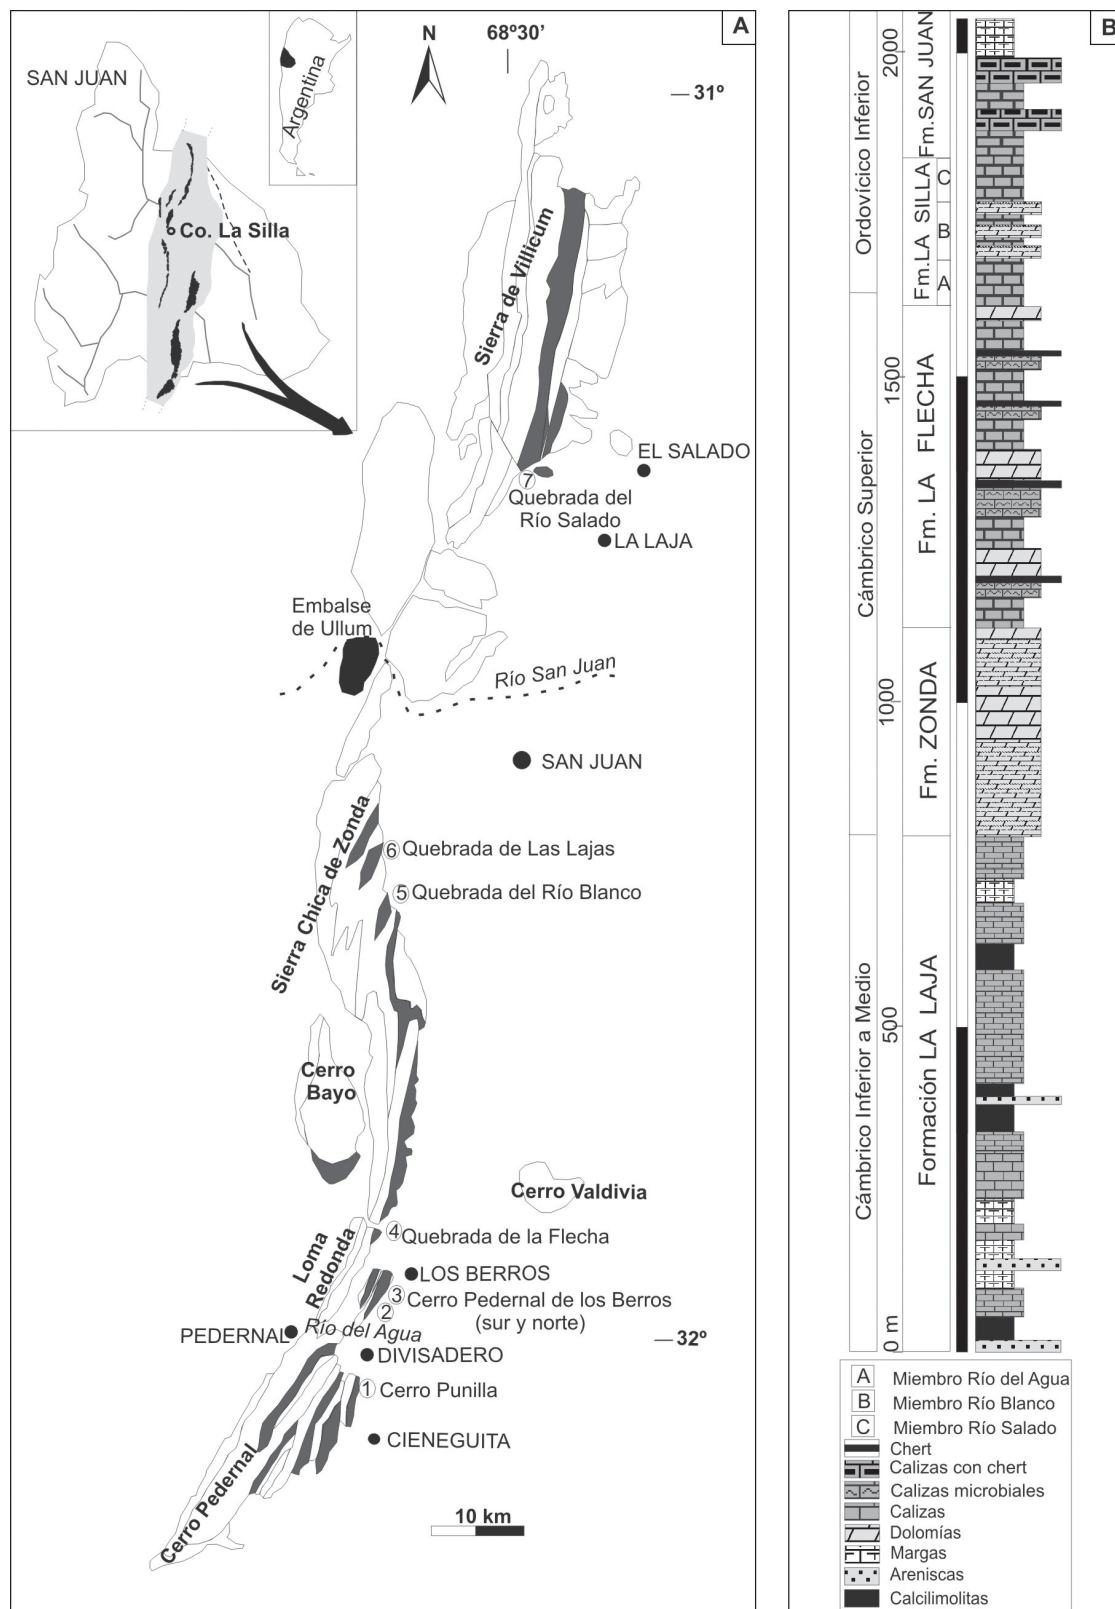 A
N
68º30’
31º
SAN JUAN
Argentina
Co. La Silla
Sierra de Villicum
EL SALADO
7
Quebrada del
Río Salado
LA LAJA
Embalse
de Ullum
Río San Juan
SAN JUAN
Sierra Chica de Zonda
6 Quebrada de Las Lajas
5 Quebrada del Río Blanco
Cerro
Bayo
Cerro Valdivia
4 Quebrada de la Flecha
Loma
Redonda
LOS BERROS
3 Cerro Pedernal de los Berros
(sur y norte)
2
PEDERNAL
Río del Agua
32º
DIVISADERO
1 Cerro Punilla
CIENEGUITA
Cerro Pedernal
10 km
B
Ordovícico Inferior
Cámbrico Superior
Cámbrico Inferior a Medio
2000
1500
1000
500
0 m
Fm. SAN JUAN
Fm. LA SILLA
C
B
A
Fm. LA FLECHA
Fm. ZONDA
Formación LA LAJA
A Miembro Río del Agua
B Miembro Río Blanco
C Miembro Río Salado
Chert
Calizas con chert
Calizas microbiales
Calizas
Dolomías
Margas
Areniscas
Calcilimolitas